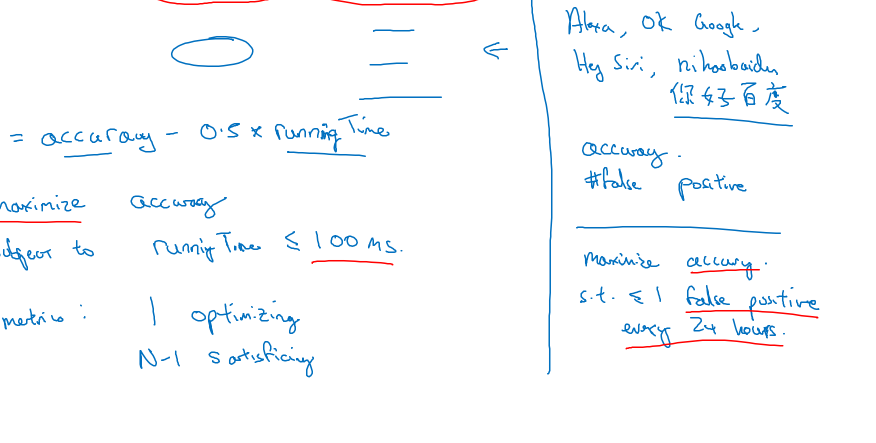 = accuracy - 0.5 x runningTime
maximize accuracy
subject to runningTime ≤ 100 ms.
metrics : 1 optimizing
N-1 satisficing
Alexa, OK Google,
Hey Siri, nihaobaidu
你好百度
accuracy.
#false positive
maximize accuracy.
s.t. ≤ 1 false positive
every 24 hours.